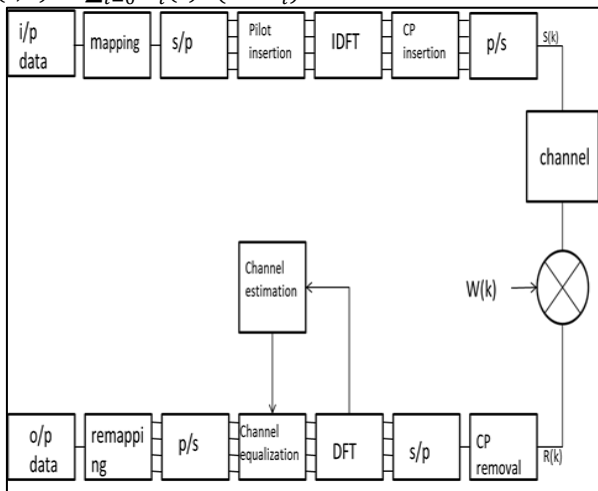 i/p data
mapping
s/p
Pilot insertion
IDFT
CP insertion
p/s
S(k)
channel
Channel estimation
W(k)
o/p data
remappi ng
p/s
Channel equalization
DFT
s/p
CP removal
R(k)